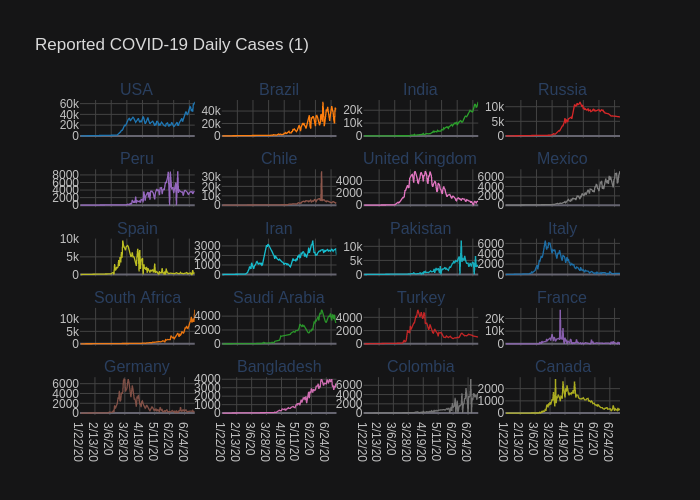 Reported COVID-19 Daily Cases (1)
USA Brazil India Russia
60k 40k 20k 0
40k 20k 0
20k 10k 0
10k 5k 0
Peru Chile United Kingdom Mexico
8000 6000 4000 2000 0
30k 20k 10k 0
4000 2000 0
6000 4000 2000 0
Spain Iran Pakistan Italy
10k 5k 0
3000 2000 1000 0
10k 5k 0
6000 4000 2000 0
South Africa Saudi Arabia Turkey France
10k 5k 0
4000 2000 0
4000 2000 0
20k 10k 0
Germany Bangladesh Colombia Canada
6000 4000 2000 0
4000 3000 2000 1000 0
6000 4000 2000 0
2000 1000 0
1/22/20 2/13/20 3/6/20 3/28/20 4/19/20 5/11/20 6/2/20 6/24/20
1/22/20 2/13/20 3/6/20 3/28/20 4/19/20 5/11/20 6/2/20 6/24/20
1/22/20 2/13/20 3/6/20 3/28/20 4/19/20 5/11/20 6/2/20 6/24/20
1/22/20 2/13/20 3/6/20 3/28/20 4/19/20 5/11/20 6/2/20 6/24/20